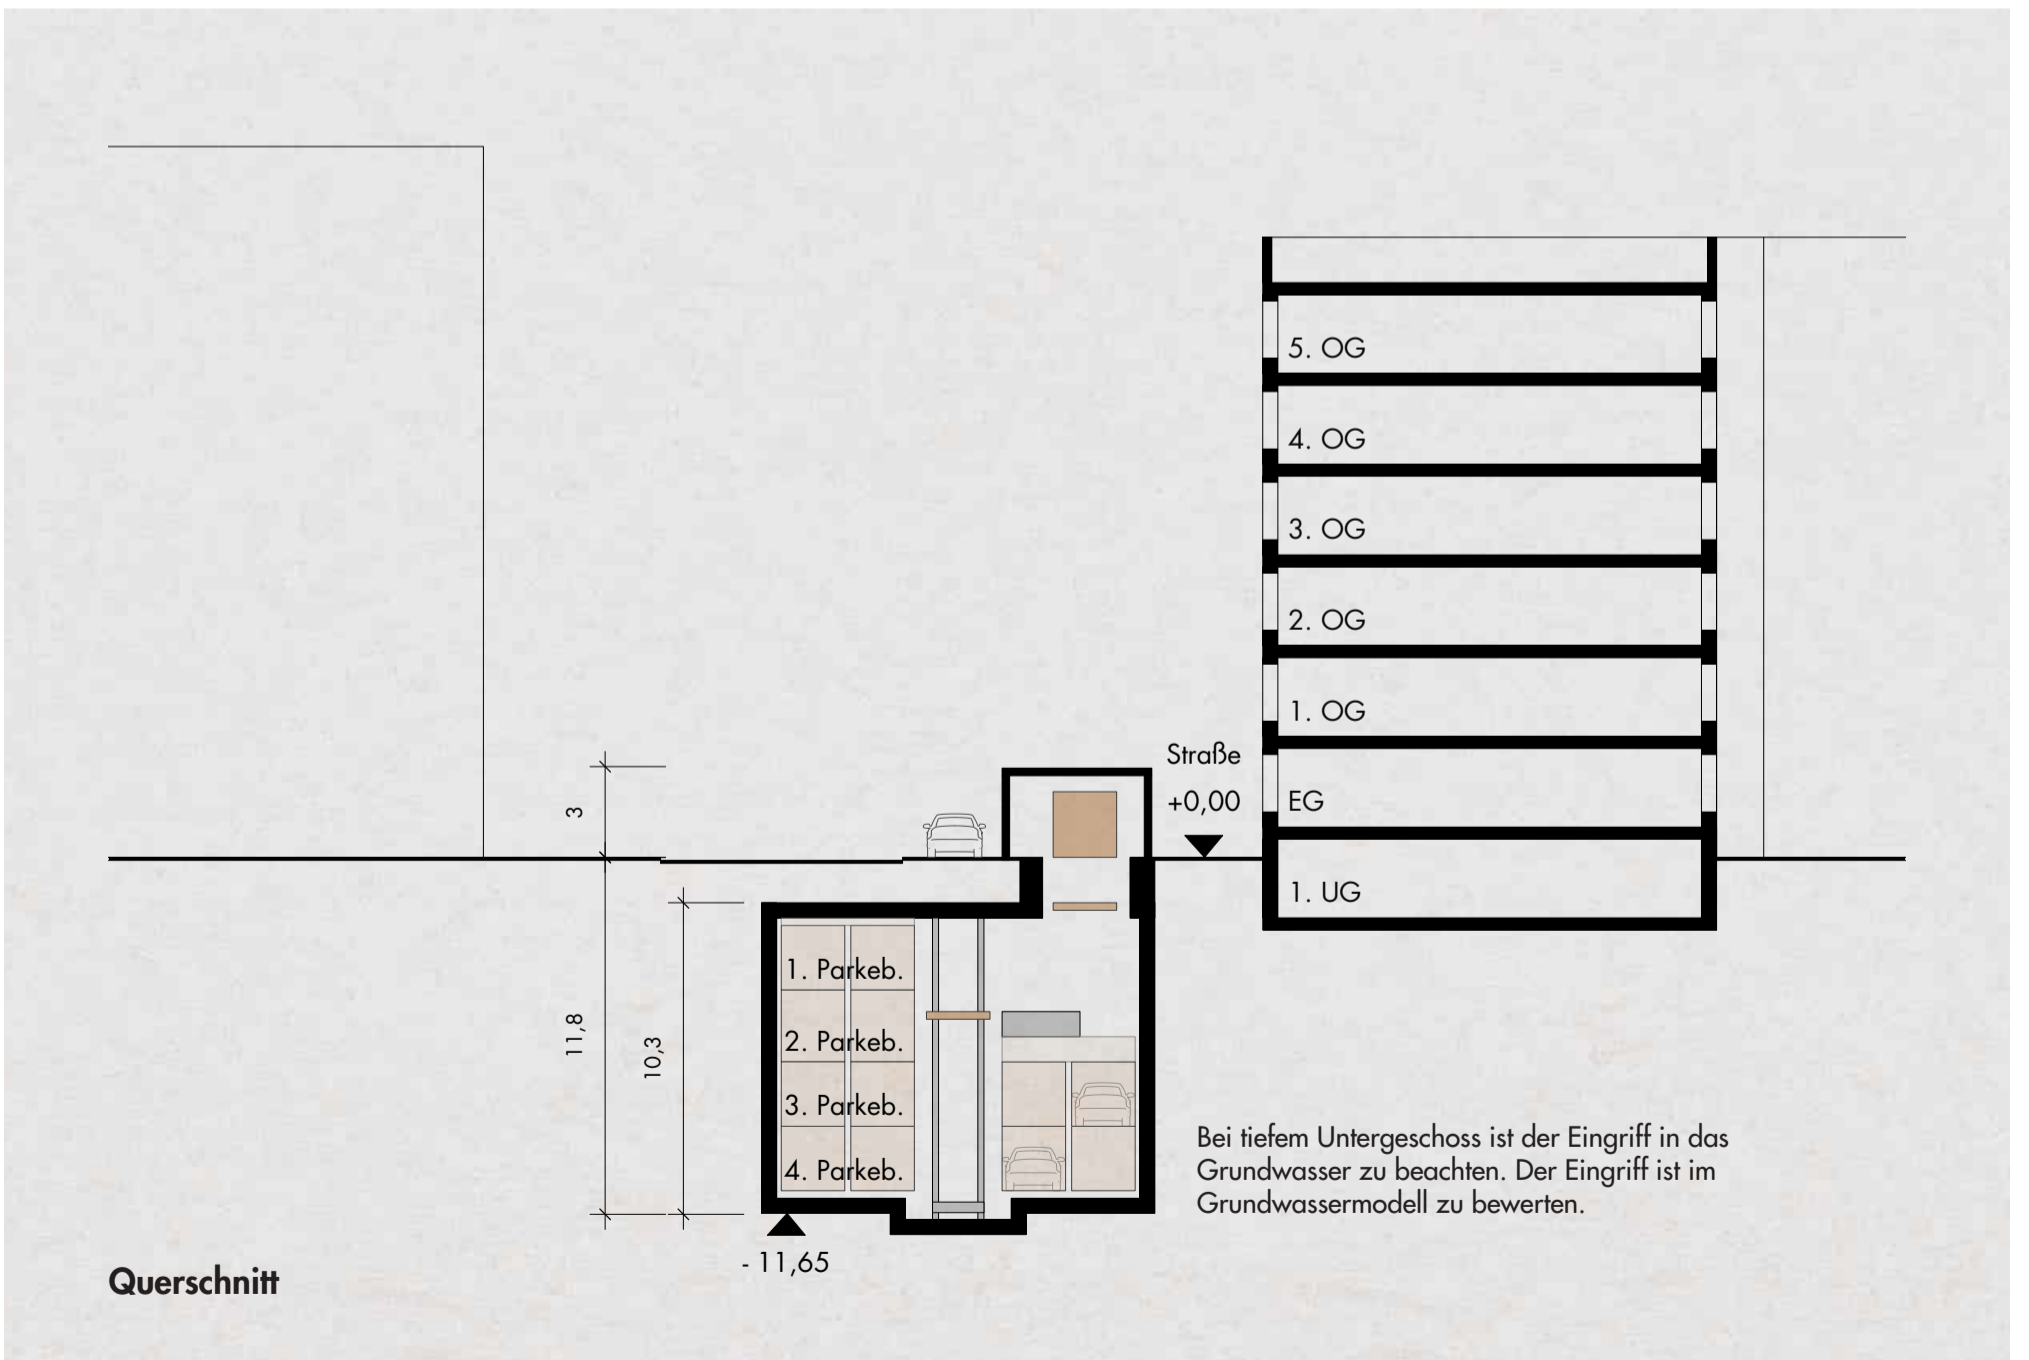 5. OG
4. OG
3. OG
2. OG
1. OG
Straße
+0,00
EG
3
1. UG
1. Parkeb.
2. Parkeb.
3. Parkeb.
4. Parkeb.
11,8
10,3
- 11,65
Bei tiefem Untergeschoss ist der Eingriff in das
Grundwasser zu beachten. Der Eingriff ist im
Grundwassermodell zu bewerten.
Querschnitt